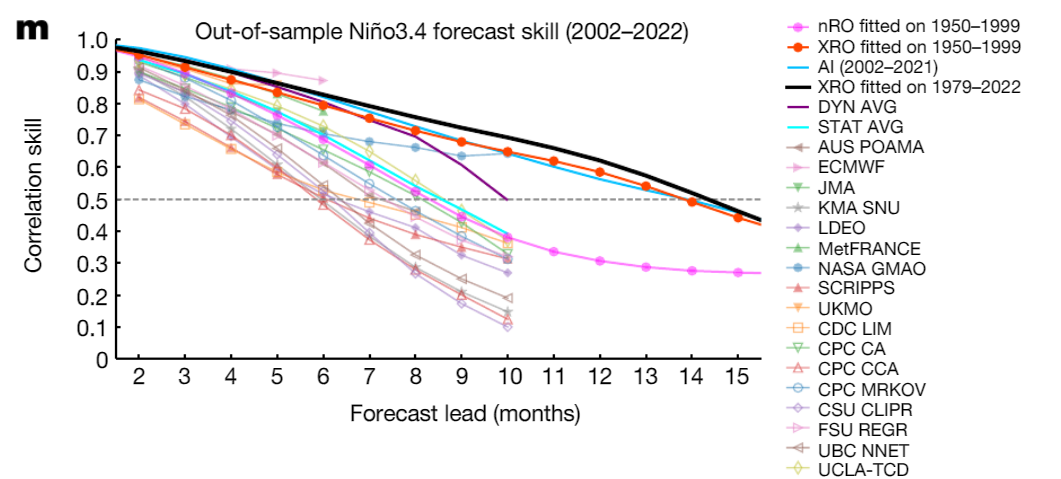 m
Out-of-sample Niño3.4 forecast skill (2002–2022)
Correlation skill
1.0
0.9
0.8
0.7
0.6
0.5
0.4
0.3
0.2
0.1
0
2 3 4 5 6 7 8 9 10 11 12 13 14 15
Forecast lead (months)
nRO fitted on 1950–1999
XRO fitted on 1950–1999
AI (2002–2021)
XRO fitted on 1979–2022
DYN AVG
STAT AVG
AUS POAMA
ECMWF
JMA
KMA SNU
LDEO
MetFRANCE
NASA GMAO
SCRIPPS
UKMO
CDC LIM
CPC CA
CPC CCA
CPC MRKOV
CSU CLIPR
FSU REGR
UBC NNET
UCLA-TCD